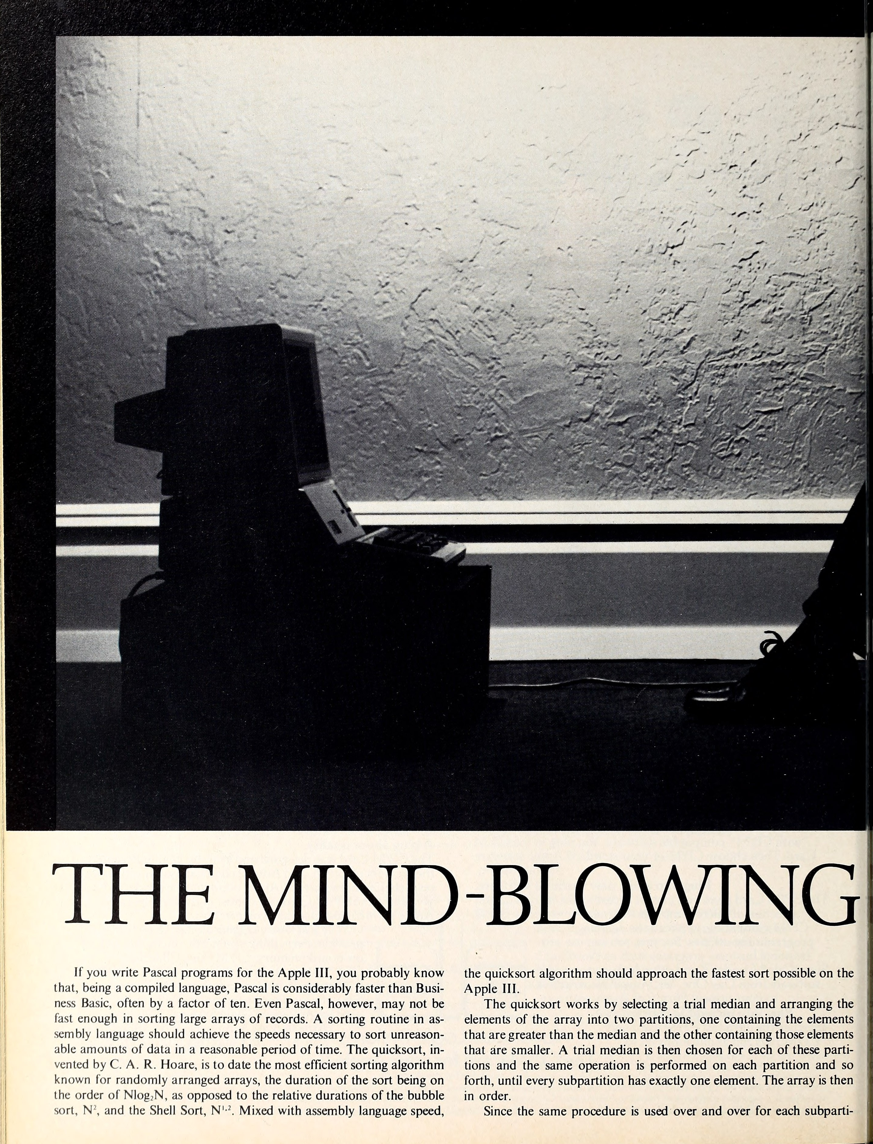 THE MIND-BLOWING
If you write Pascal programs for the Apple III, you probably know
that, being a compiled language, Pascal is considerably faster than Busi-
ness Basic, often by a factor of ten. Even Pascal, however, may not be
fast enough in sorting large arrays of records. A sorting routine in as-
sembly language should achieve the speeds necessary to sort unreason-
able amounts of data in a reasonable period of time. The quicksort, in-
vented by C. A. R. Hoare, is to date the most efficient sorting algorithm
known for randomly arranged arrays, the duration of the sort being on
the order of Nlog₂N, as opposed to the relative durations of the bubble
sort, N², and the Shell Sort, N¹·². Mixed with assembly language speed,
the quicksort algorithm should approach the fastest sort possible on the
Apple III.
The quicksort works by selecting a trial median and arranging the
elements of the array into two partitions, one containing the elements
that are greater than the median and the other containing those elements
that are smaller. A trial median is then chosen for each of these parti-
tions and the same operation is performed on each partition and so
forth, until every subpartition has exactly one element. The array is then
in order.
Since the same procedure is used over and over for each subparti-